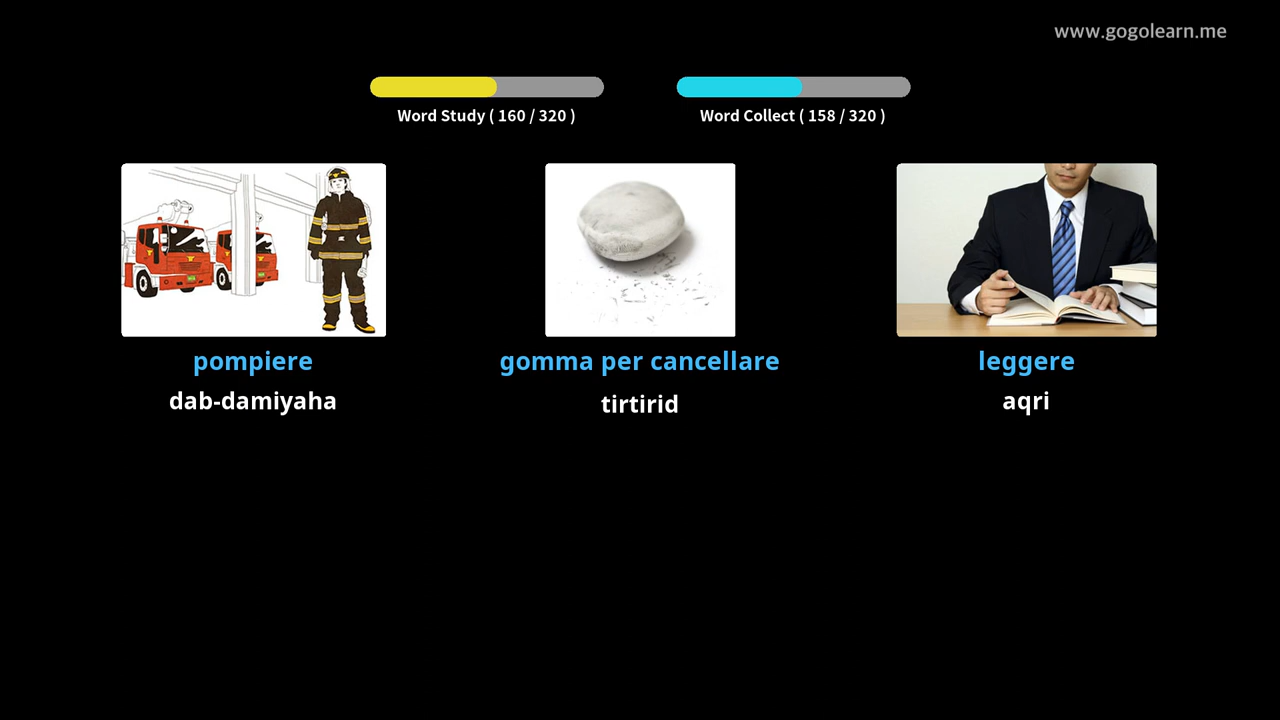 www.gogolearn.me
Word Study ( 160 / 320 )
Word Collect ( 158 / 320 )
pompiere
gomma per cancellare
leggere
dab-damiyaha
tirtirid
aqri